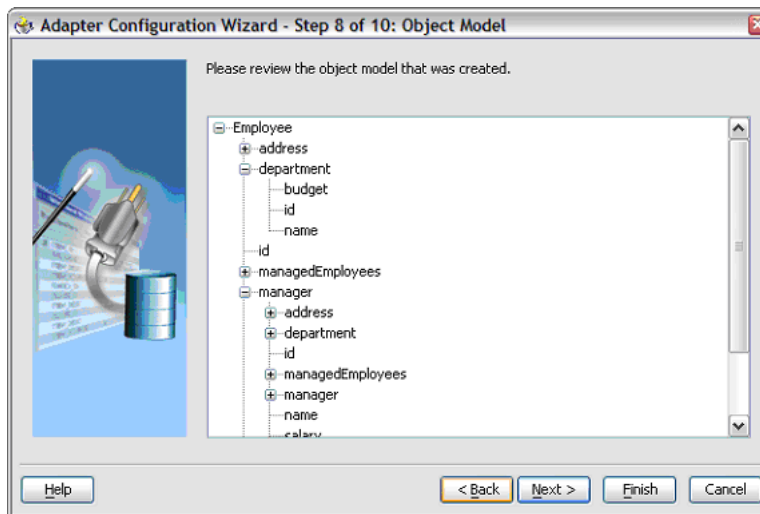 Adapter Configuration Wizard - Step 8 of 10: Object Model
Please review the object model that was created.
Employee
address
department
budget
id
name
id
managedEmployees
manager
address
department
id
managedEmployees
manager
name
salary
Help
< Back
Next >
Finish
Cancel